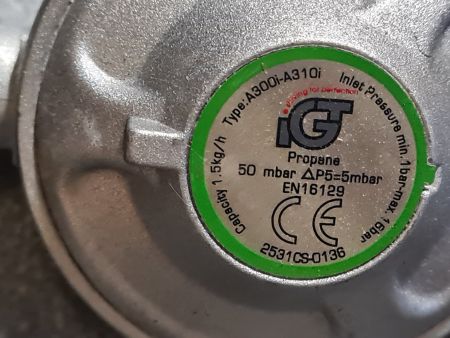 Capacity 1.5kg/h Type: A300i-A310i Inlet Pressure min. 1bar-max. 16bar
iGT
Propane
50 mbar ΔP5=5mbar
EN16129
CE
2531CS-0136